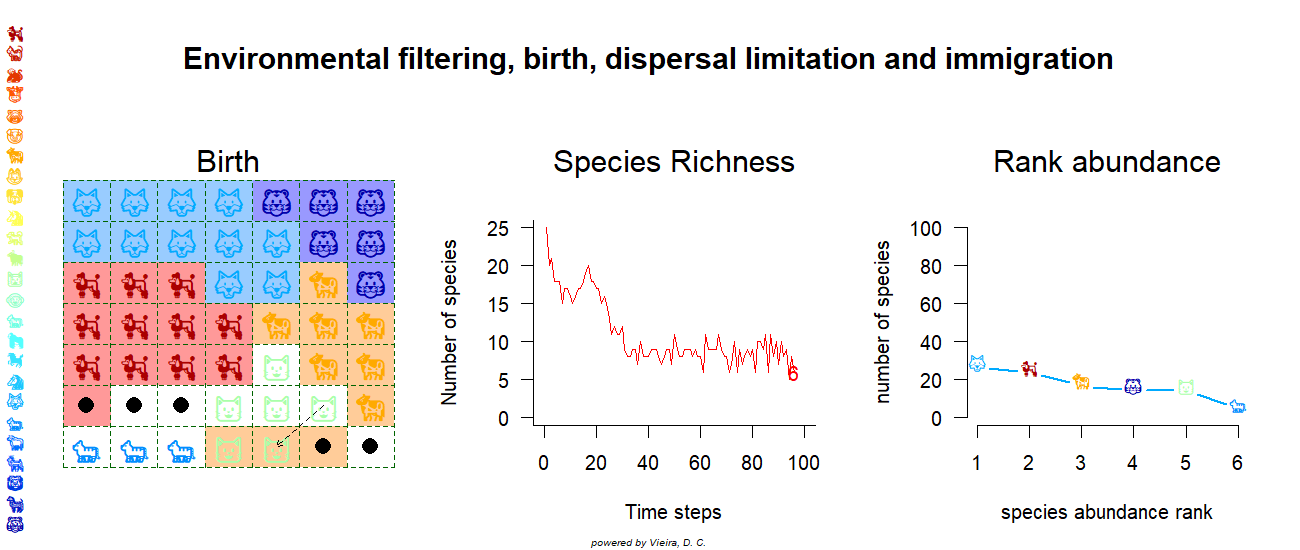 Environmental filtering, birth, dispersal limitation and immigration
Birth
Species Richness
Rank abundance
Number of species
25
20
15
10
5
0
6
0
20
40
60
80
100
Time steps
number of species
100
80
60
40
20
0
1
2
3
4
5
6
species abundance rank
powered by Vieira, D. C.